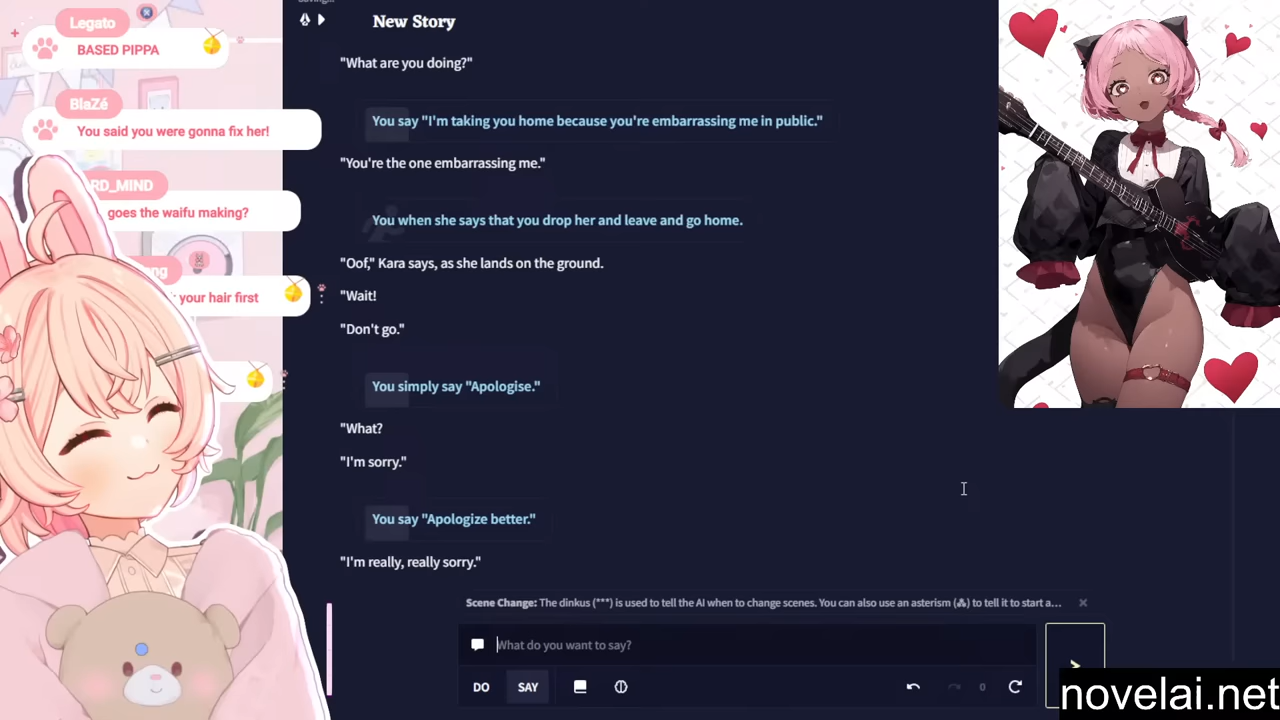 Legato
BASED PIPPA
BlaZé
You said you were gonna fix her!
RD_MIND
goes the waifu making?
your hair first
New Story
"What are you doing?"
You say "I'm taking you home because you're embarrassing me in public."
"You're the one embarrassing me."
You when she says that you drop her and leave and go home.
"Oof," Kara says, as she lands on the ground.
"Wait!
"Don't go."
You simply say "Apologise."
"What?
"I'm sorry."
You say "Apologize better."
"I'm really, really sorry."
Scene Change: The dinkus (***) is used to tell the AI when to change scenes. You can also use an asterism (⁂) to tell it to start a...
What do you want to say?
DO
SAY
0
novelai.net